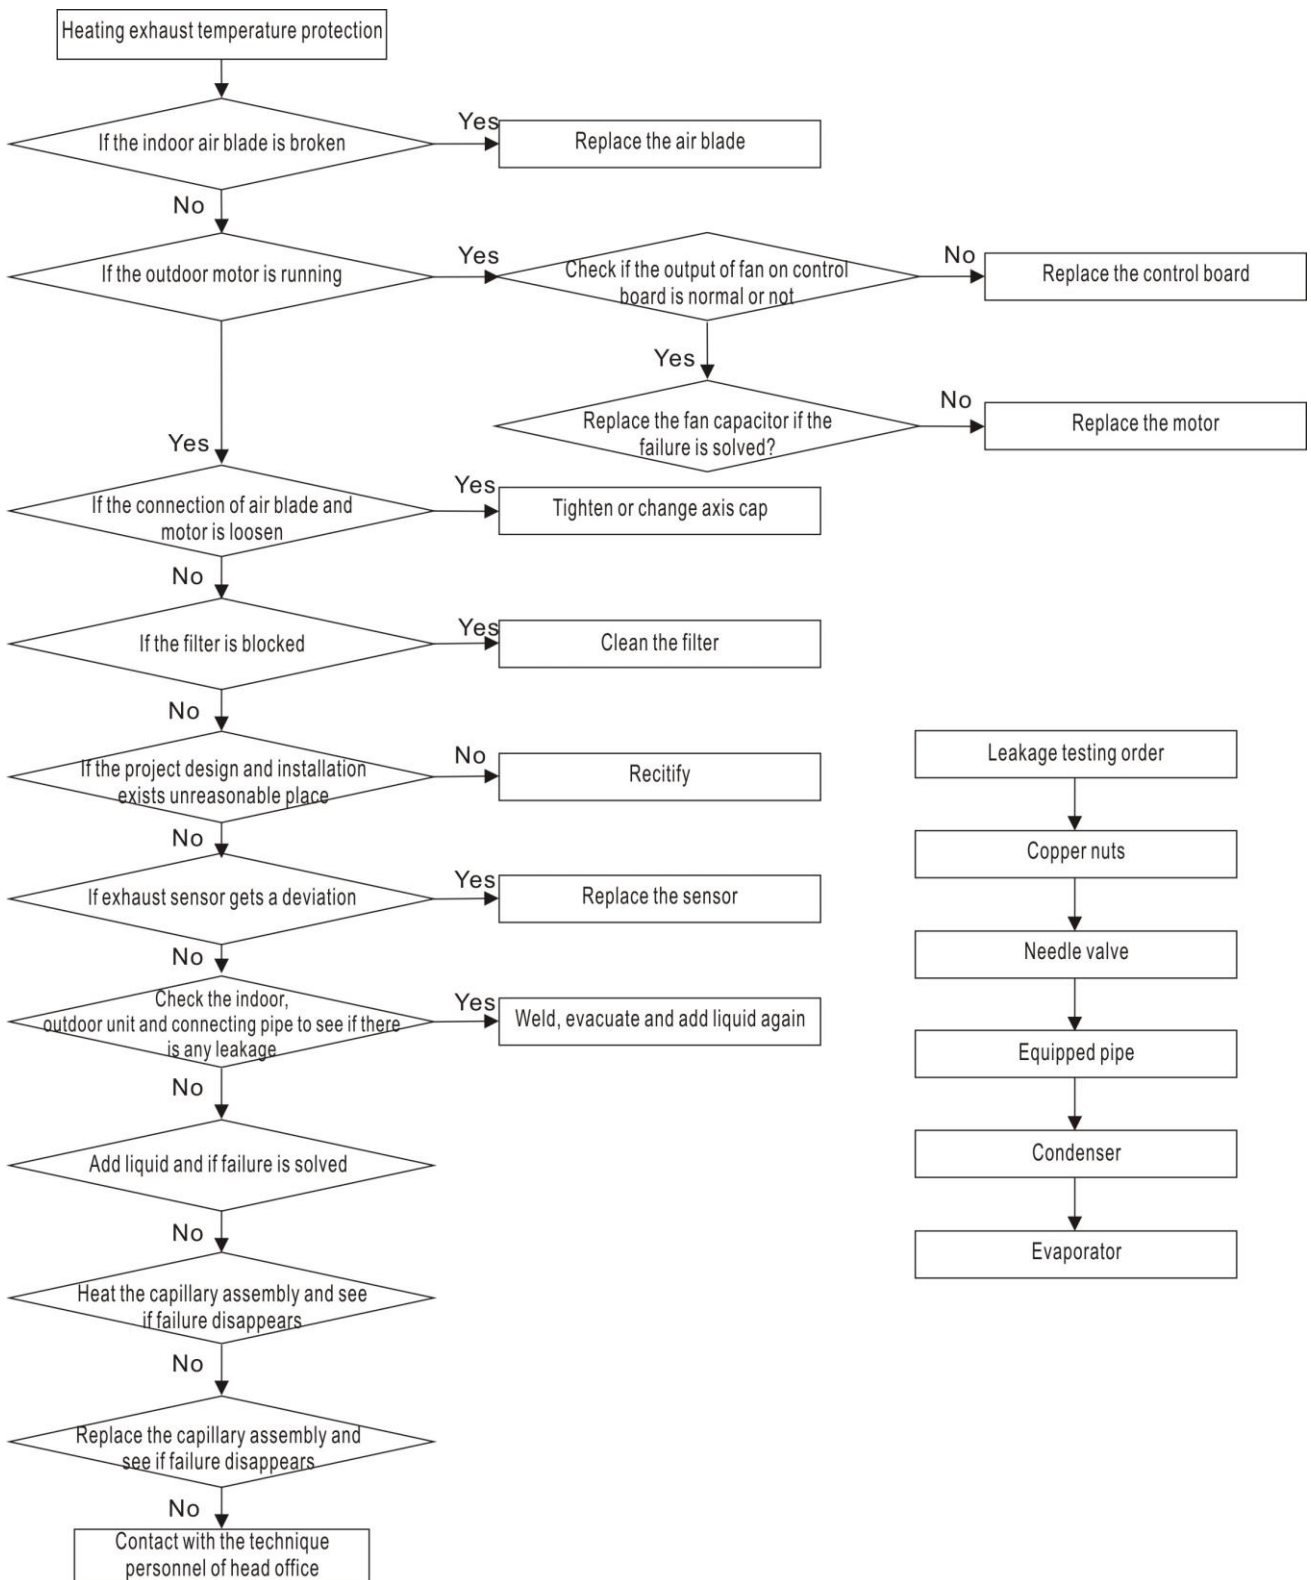 Heating exhaust temperature protection
If the indoor air blade is broken
Yes
Replace the air blade
No
If the outdoor motor is running
Yes
Check if the output of fan on control
board is normal or not
No
Replace the control board
Yes
Replace the fan capacitor if the
failure is solved?
No
Replace the motor
Yes
If the connection of air blade and
motor is loosen
Yes
Tighten or change axis cap
No
If the filter is blocked
Yes
Clean the filter
No
If the project design and installation
exists unreasonable place
No
Recitify
No
If exhaust sensor gets a deviation
Yes
Replace the sensor
No
Check the indoor,
outdoor unit and connecting pipe to see if there
is any leakage
Yes
Weld, evacuate and add liquid again
No
Add liquid and if failure is solved
No
Heat the capillary assembly and see
if failure disappears
No
Replace the capillary assembly and
see if failure disappears
No
Contact with the technique
personnel of head office
Leakage testing order
Copper nuts
Needle valve
Equipped pipe
Condenser
Evaporator